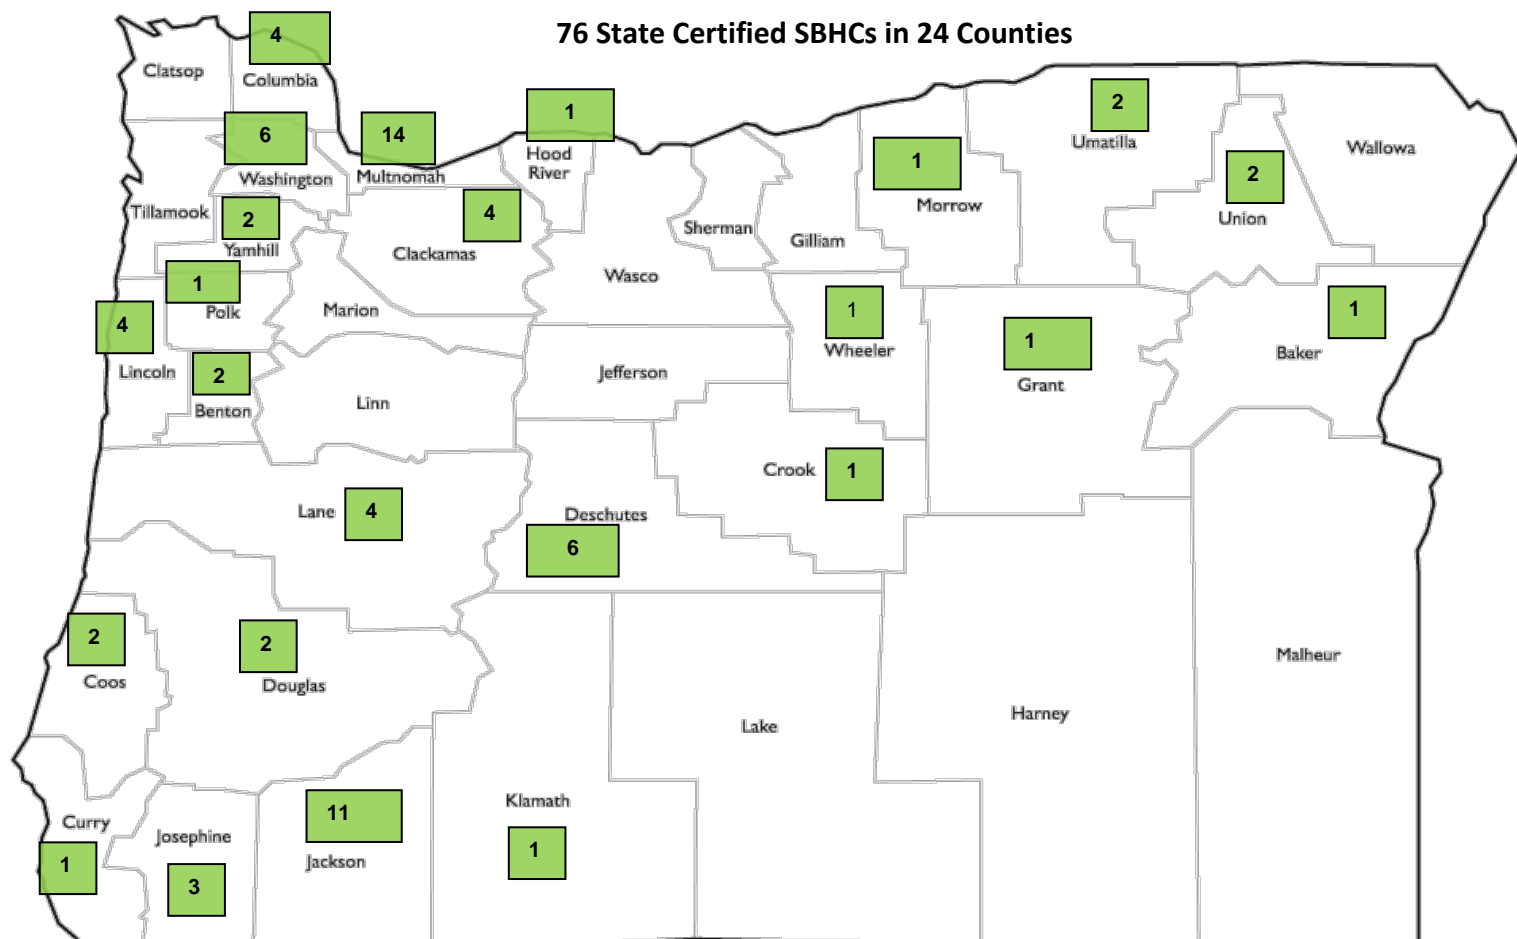 76 State Certified SBHCs in 24 Counties
4
Clatsop
Columbia
1
2
6
14
Umatilla
Hood
River
Wallowa
1
2
Washington
Multnomah
Morrow
Tillamook
2
4
Union
Yamhill
Clackamas
Sherman
Gilliam
Wasco
1
Polk
Marion
1
1
4
Wheeler
1
Baker
Lincoln
2
Jefferson
Grant
Benton
Linn
Crook
1
Lane
4
Deschutes
6
2
Coos
2
Douglas
Malheur
Lake
Harney
Klamath
11
Curry
Josephine
Jackson
1
1
3